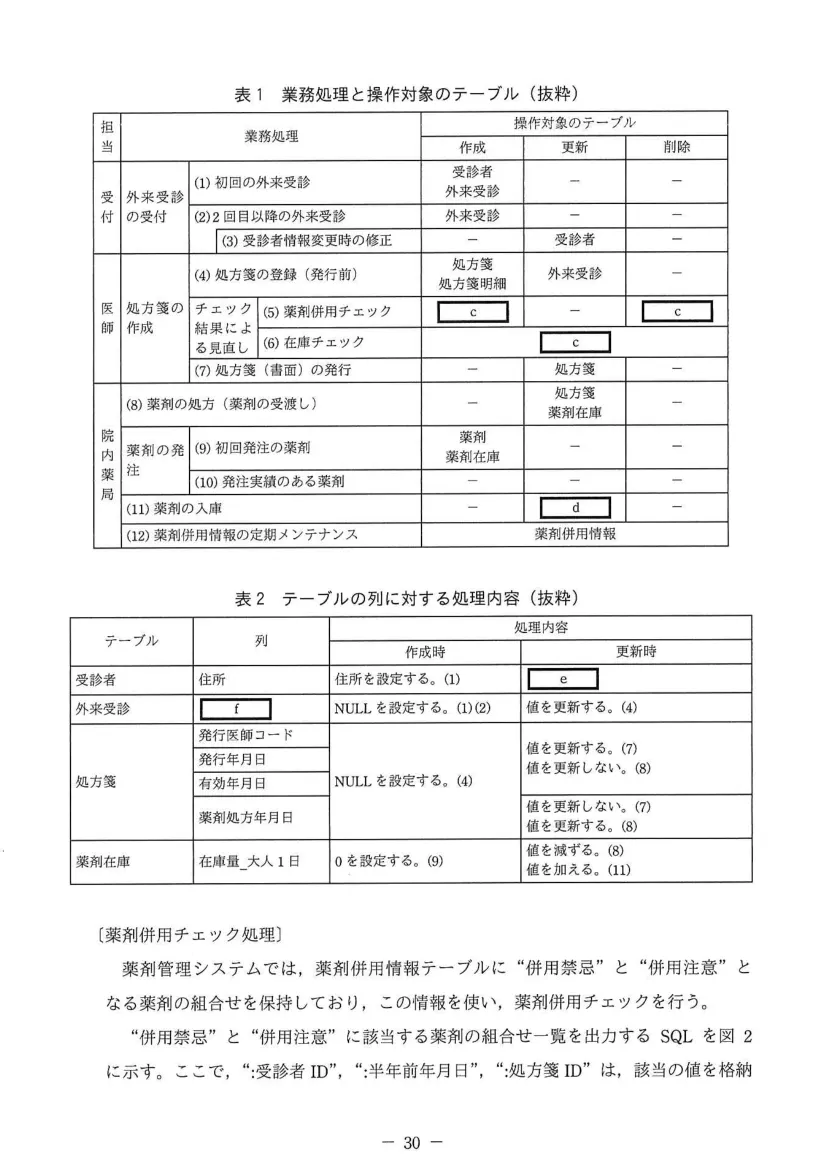 表1 業務処理と操作対象のテーブル（抜粋）
担当
業務処理
操作対象のテーブル
作成
更新
削除
受付
外来受診の受付
(1) 初回の外来受診
受診者
外来受診
－
－
(2) 2回目以降の外来受診
外来受診
－
－
(3) 受診者情報変更時の修正
－
受診者
－
医師
処方箋の作成
(4) 処方箋の登録（発行前）
処方箋
処方箋明細
外来受診
－
チェック
結果によ
る見直し
(5) 薬剤併用チェック
c
－
c
(6) 在庫チェック
c
(7) 処方箋（書面）の発行
－
処方箋
－
院内薬局
(8) 薬剤の処方（薬剤の受渡し）
－
処方箋
薬剤在庫
－
薬剤の発注
(9) 初回発注の薬剤
薬剤
薬剤在庫
－
－
(10) 発注実績のある薬剤
－
－
－
(11) 薬剤の入庫
－
d
－
(12) 薬剤併用情報の定期メンテナンス
薬剤併用情報
表2 テーブルの列に対する処理内容（抜粋）
テーブル
列
処理内容
作成時
更新時
受診者
住所
住所を設定する。(1)
e
外来受診
f
NULLを設定する。(1)(2)
値を更新する。(4)
処方箋
発行医師コード
発行年月日
有効年月日
薬剤処方年月日
NULLを設定する。(4)
値を更新する。(7)
値を更新しない。(8)
値を更新しない。(7)
値を更新する。(8)
薬剤在庫
在庫量_大人1日
0を設定する。(9)
値を減ずる。(8)
値を加える。(11)
〔薬剤併用チェック処理〕
薬剤管理システムでは，薬剤併用情報テーブルに“併用禁忌”と“併用注意”と
なる薬剤の組合せを保持しており，この情報を使い，薬剤併用チェックを行う。
“併用禁忌”と“併用注意”に該当する薬剤の組合せ一覧を出力する SQL を図 2
に示す。ここで，“:受診者 ID”，“:半年前年月日”，“:処方箋 ID”は，該当の値を格納
－ 30 －